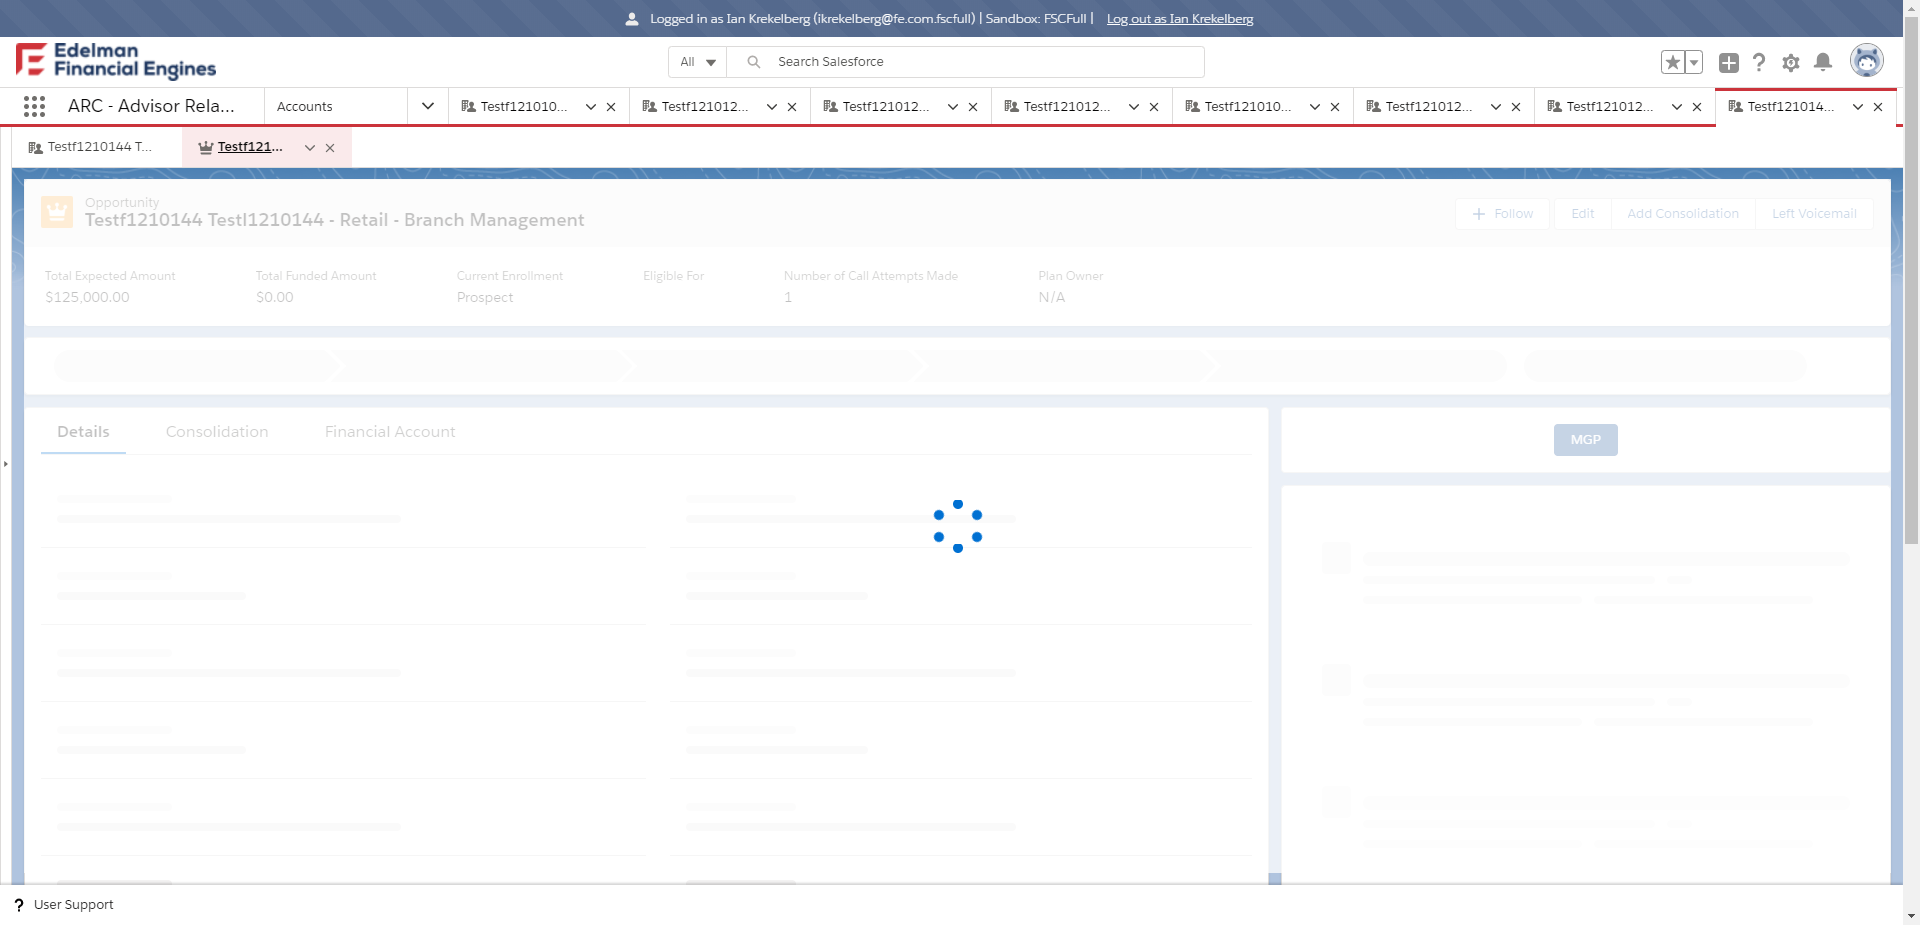 Logged in as Ian Krekelberg (ikrekelberg@fe.com.fscfull) | Sandbox: FSCFull | Log out as Ian Krekelberg
Edelman
Financial Engines
All
Search Salesforce
ARC - Advisor Rela...
Accounts
Testf121010...
Testf121012...
Testf121012...
Testf121012...
Testf121010...
Testf121012...
Testf121012...
Testf121014...
Testf1210144 T...
Testf121...
Opportunity
Testf1210144 Testl1210144 - Retail - Branch Management
Follow
Edit
Add Consolidation
Left Voicemail
Total Expected Amount
$125,000.00
Total Funded Amount
$0.00
Current Enrollment
Prospect
Eligible For
Number of Call Attempts Made
1
Plan Owner
N/A
Details
Consolidation
Financial Account
MGP
? User Support